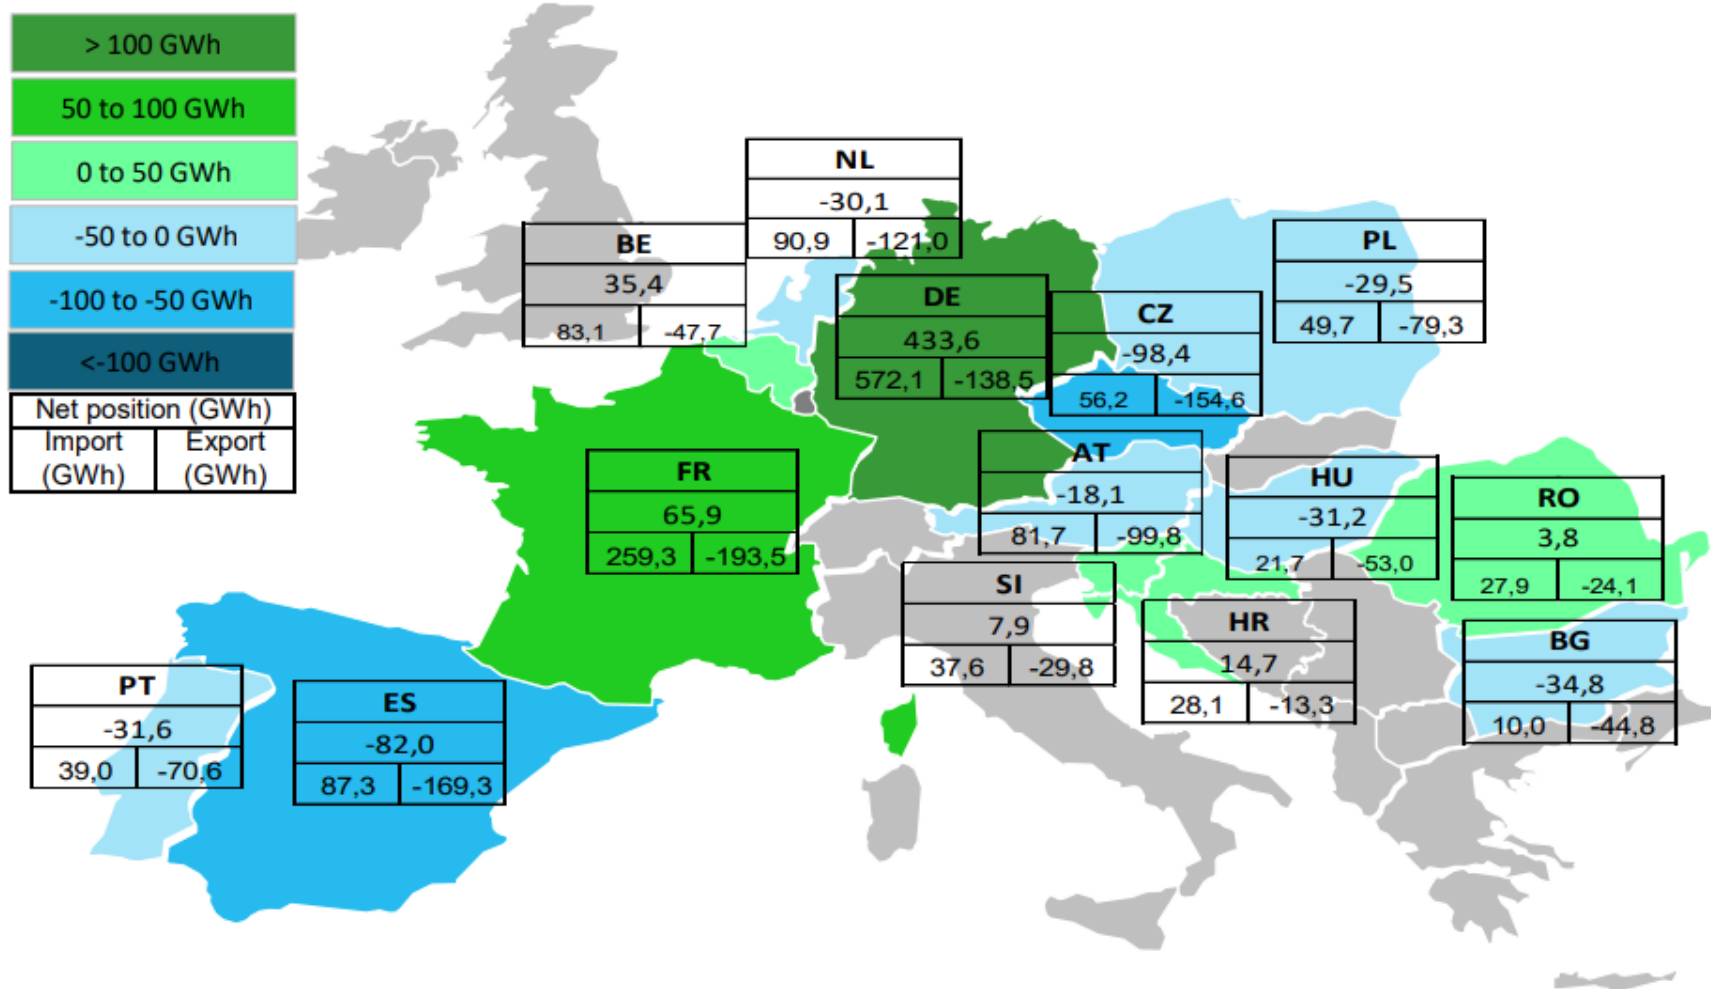 > 100 GWh
50 to 100 GWh
0 to 50 GWh
-50 to 0 GWh
-100 to -50 GWh
<-100 GWh
Net position (GWh)
Import (GWh)
Export (GWh)
NL
-30,1
90,9 -121,0
BE
35,4
83,1 -47,7
DE
433,6
572,1 -138,5
CZ
-98,4
56,2 -154,6
PL
-29,5
49,7 -79,3
FR
65,9
259,3 -193,5
AT
-18,1
81,7 -99,8
HU
-31,2
21,7 -53,0
RO
3,8
27,9 -24,1
SI
7,9
37,6 -29,8
HR
14,7
28,1 -13,3
BG
-34,8
10,0 -44,8
PT
-31,6
39,0 -70,6
ES
-82,0
87,3 -169,3